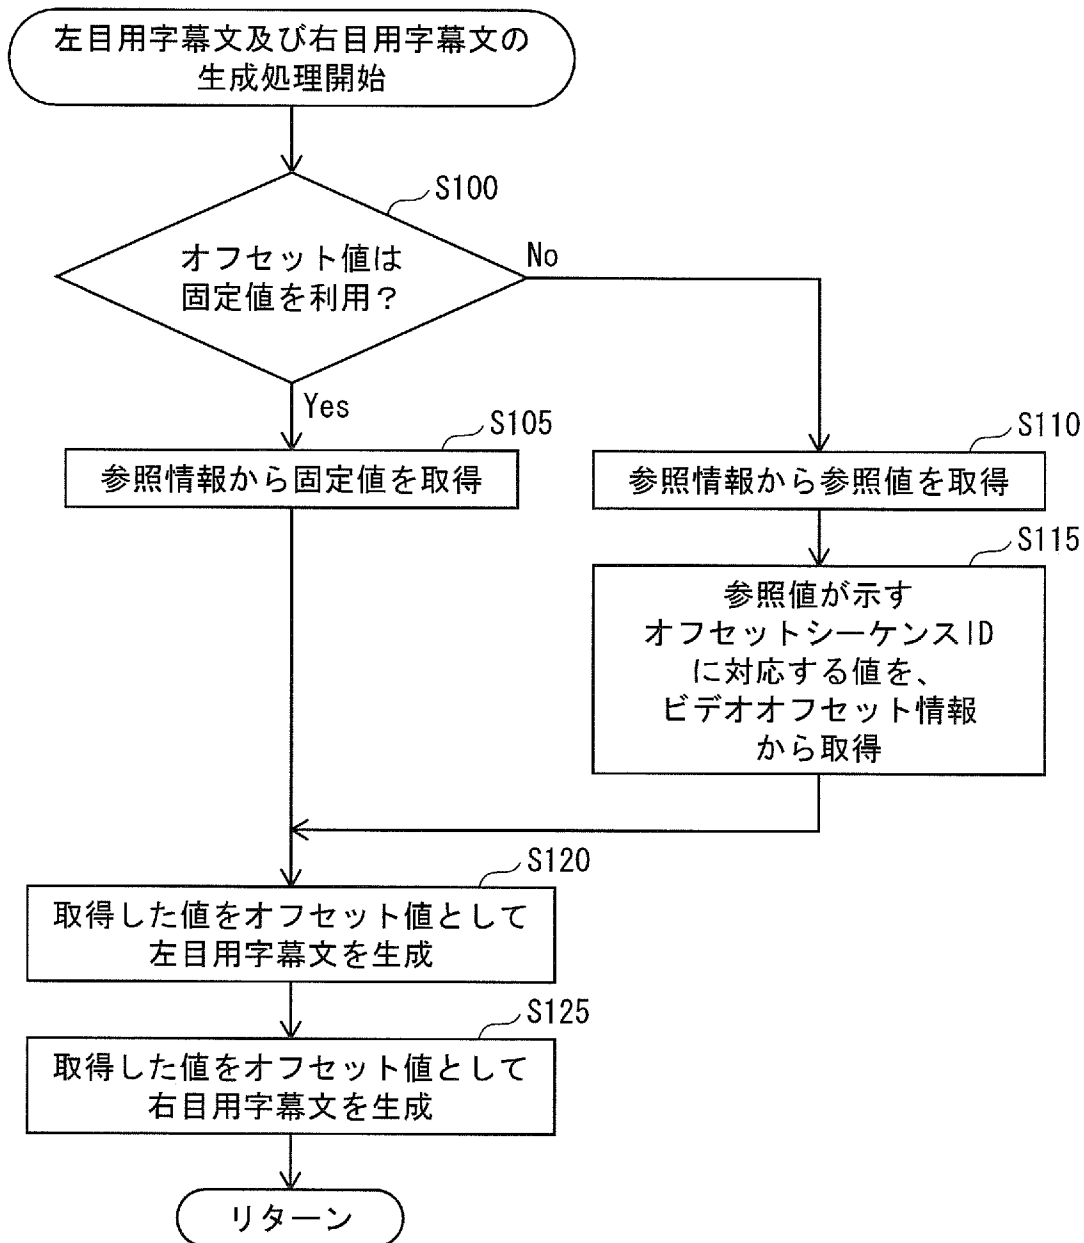 左目用字幕文及び右目用字幕文の
生成処理開始
S100
オフセット値は
固定値を利用？
No
Yes
S105
参照情報から固定値を取得
S110
参照情報から参照値を取得
S115
参照値が示す
オフセットシーケンスID
に対応する値を、
ビデオオフセット情報
から取得
S120
取得した値をオフセット値として
左目用字幕文を生成
S125
取得した値をオフセット値として
右目用字幕文を生成
リターン